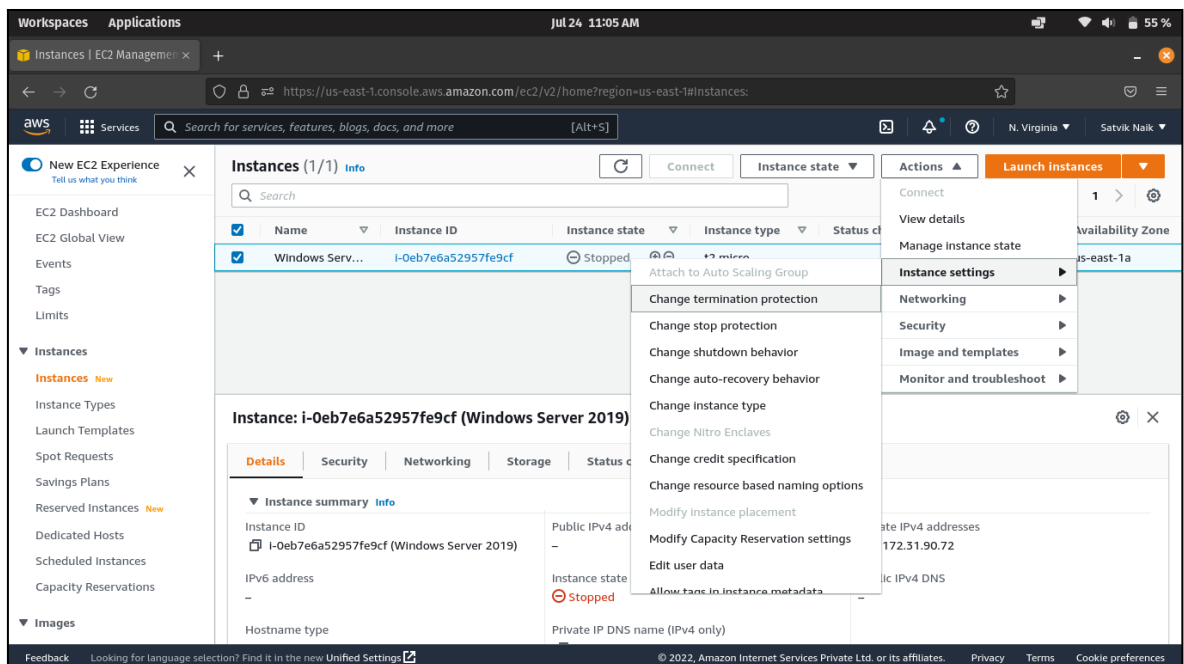 Workspaces Applications Jul 24 11:05 AM 55 %
Instances | EC2 Managemen
https://us-east-1.console.aws.amazon.com/ec2/v2/home?region=us-east-1#Instances:
aws Services Search for services, features, blogs, docs, and more [Alt+S] N. Virginia Satvik Naik
New EC2 Experience
Tell us what you think
EC2 Dashboard
EC2 Global View
Events
Tags
Limits
Instances
Instances New
Instance Types
Launch Templates
Spot Requests
Savings Plans
Reserved Instances New
Dedicated Hosts
Scheduled Instances
Capacity Reservations
Images
Instances (1/1) Info Connect Instance state Actions Launch instances
Search 1
Name Instance ID Instance state Instance type Status ch Availability Zone
Windows Serv... i-0eb7e6a52957fe9cf Stopped t2.micro us-east-1a
Connect
View details
Manage instance state
Instance settings
Networking
Security
Image and templates
Monitor and troubleshoot
Attach to Auto Scaling Group
Change termination protection
Change stop protection
Change shutdown behavior
Change auto-recovery behavior
Change instance type
Change Nitro Enclaves
Change credit specification
Change resource based naming options
Modify instance placement
Modify Capacity Reservation settings
Edit user data
Allow tags in instance metadata
Instance: i-0eb7e6a52957fe9cf (Windows Server 2019)
Details Security Networking Storage Status c
Instance summary Info
Instance ID
i-0eb7e6a52957fe9cf (Windows Server 2019)
IPv6 address
–
Hostname type
Public IPv4 add
–
Instance state
Stopped
Private IP DNS name (IPv4 only)
ate IPv4 addresses
172.31.90.72
lic IPv4 DNS
–
Feedback Looking for language selection? Find it in the new Unified Settings © 2022, Amazon Internet Services Private Ltd. or its affiliates. Privacy Terms Cookie preferences